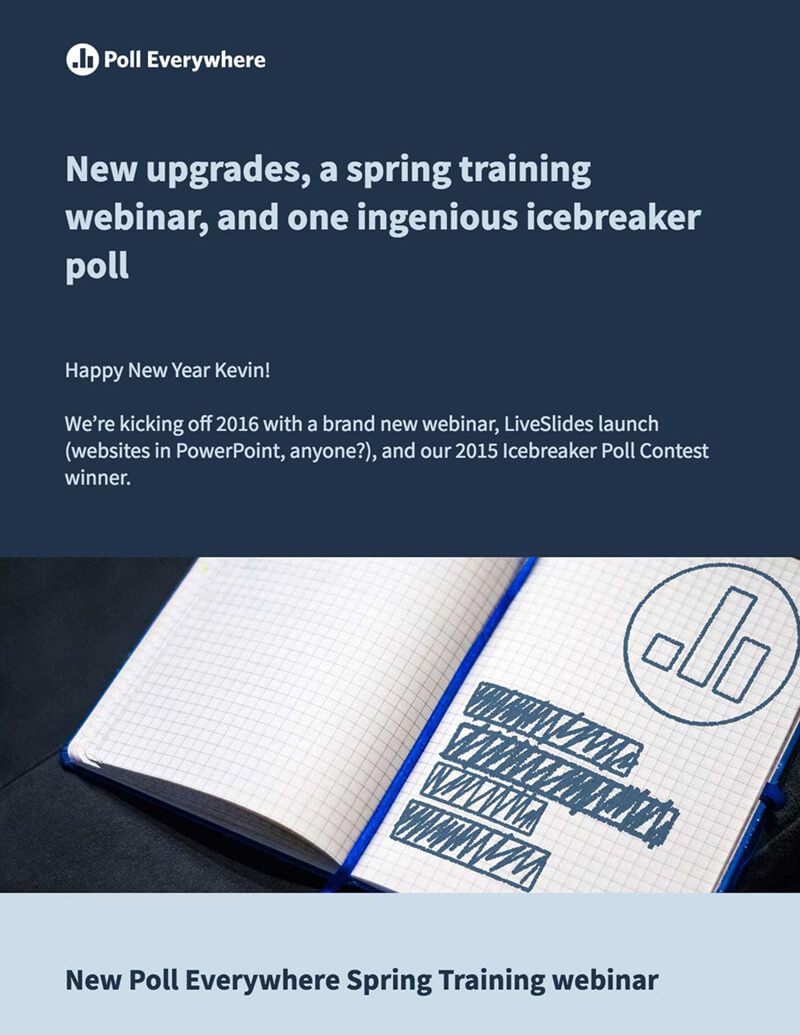 Poll Everywhere
New upgrades, a spring training
webinar, and one ingenious icebreaker
poll
Happy New Year Kevin!
We’re kicking off 2016 with a brand new webinar, LiveSlides launch
(websites in PowerPoint, anyone?), and our 2015 Icebreaker Poll Contest
winner.
New Poll Everywhere Spring Training webinar